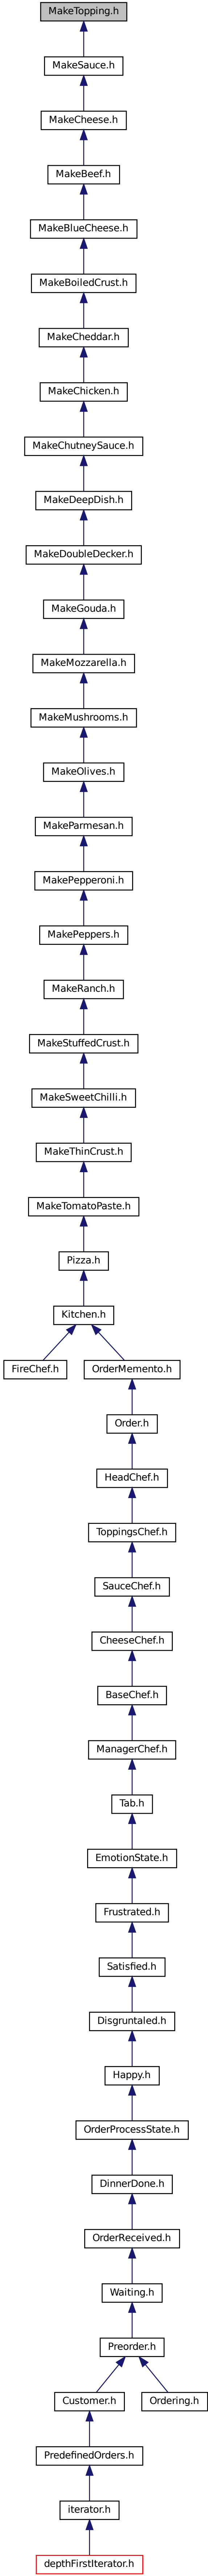 MakeTopping.h
MakeSauce.h
MakeCheese.h
MakeBeef.h
MakeBlueCheese.h
MakeBoiledCrust.h
MakeCheddar.h
MakeChicken.h
MakeChutneySauce.h
MakeDeepDish.h
MakeDoubleDecker.h
MakeGouda.h
MakeMozzarella.h
MakeMushrooms.h
MakeOlives.h
MakeParmesan.h
MakePepperoni.h
MakePeppers.h
MakeRanch.h
MakeStuffedCrust.h
MakeSweetChilli.h
MakeThinCrust.h
MakeTomatoPaste.h
Pizza.h
Kitchen.h
FireChef.h
OrderMemento.h
Order.h
HeadChef.h
ToppingsChef.h
SauceChef.h
CheeseChef.h
BaseChef.h
ManagerChef.h
Tab.h
EmotionState.h
Frustrated.h
Satisfied.h
Disgruntaled.h
Happy.h
OrderProcessState.h
DinnerDone.h
OrderReceived.h
Waiting.h
Preorder.h
Customer.h
Ordering.h
PredefinedOrders.h
iterator.h
depthFirstIterator.h